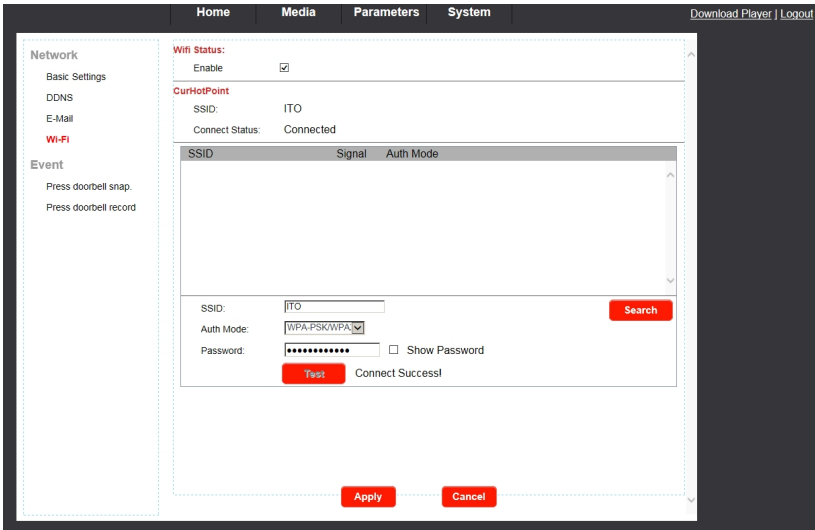 Home Media Parameters System
Download Player | Logout
Network
Basic Settings
DDNS
E-Mail
Wi-Fi
Event
Press doorbell snap.
Press doorbell record
Wifi Status:
Enable
CurHotPoint
SSID: ITO
Connect Status: Connected
SSID Signal Auth Mode
SSID: ITO
Search
Auth Mode: WPA-PSK/WPA
Password: •••••••••••• Show Password
Test Connect Success!
Apply Cancel